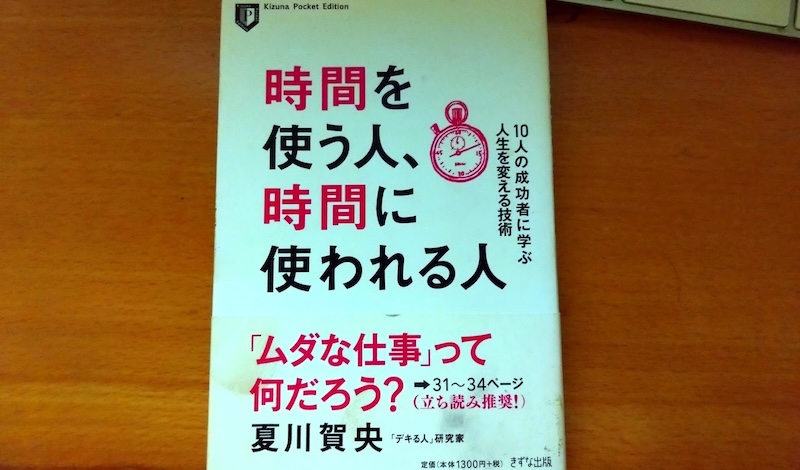 P
Kizuna Pocket Edition
時間を
使う人、
時間に
使われる人
10人の成功者に学ぶ
人生を変える技術
60
15
30
45
「ムダな仕事」って
何だろう?
➡31〜34ページ
(立ち読み推奨!)
夏川賀央
「デキる人」研究家
定価(本体1300円+税)
きずな出版